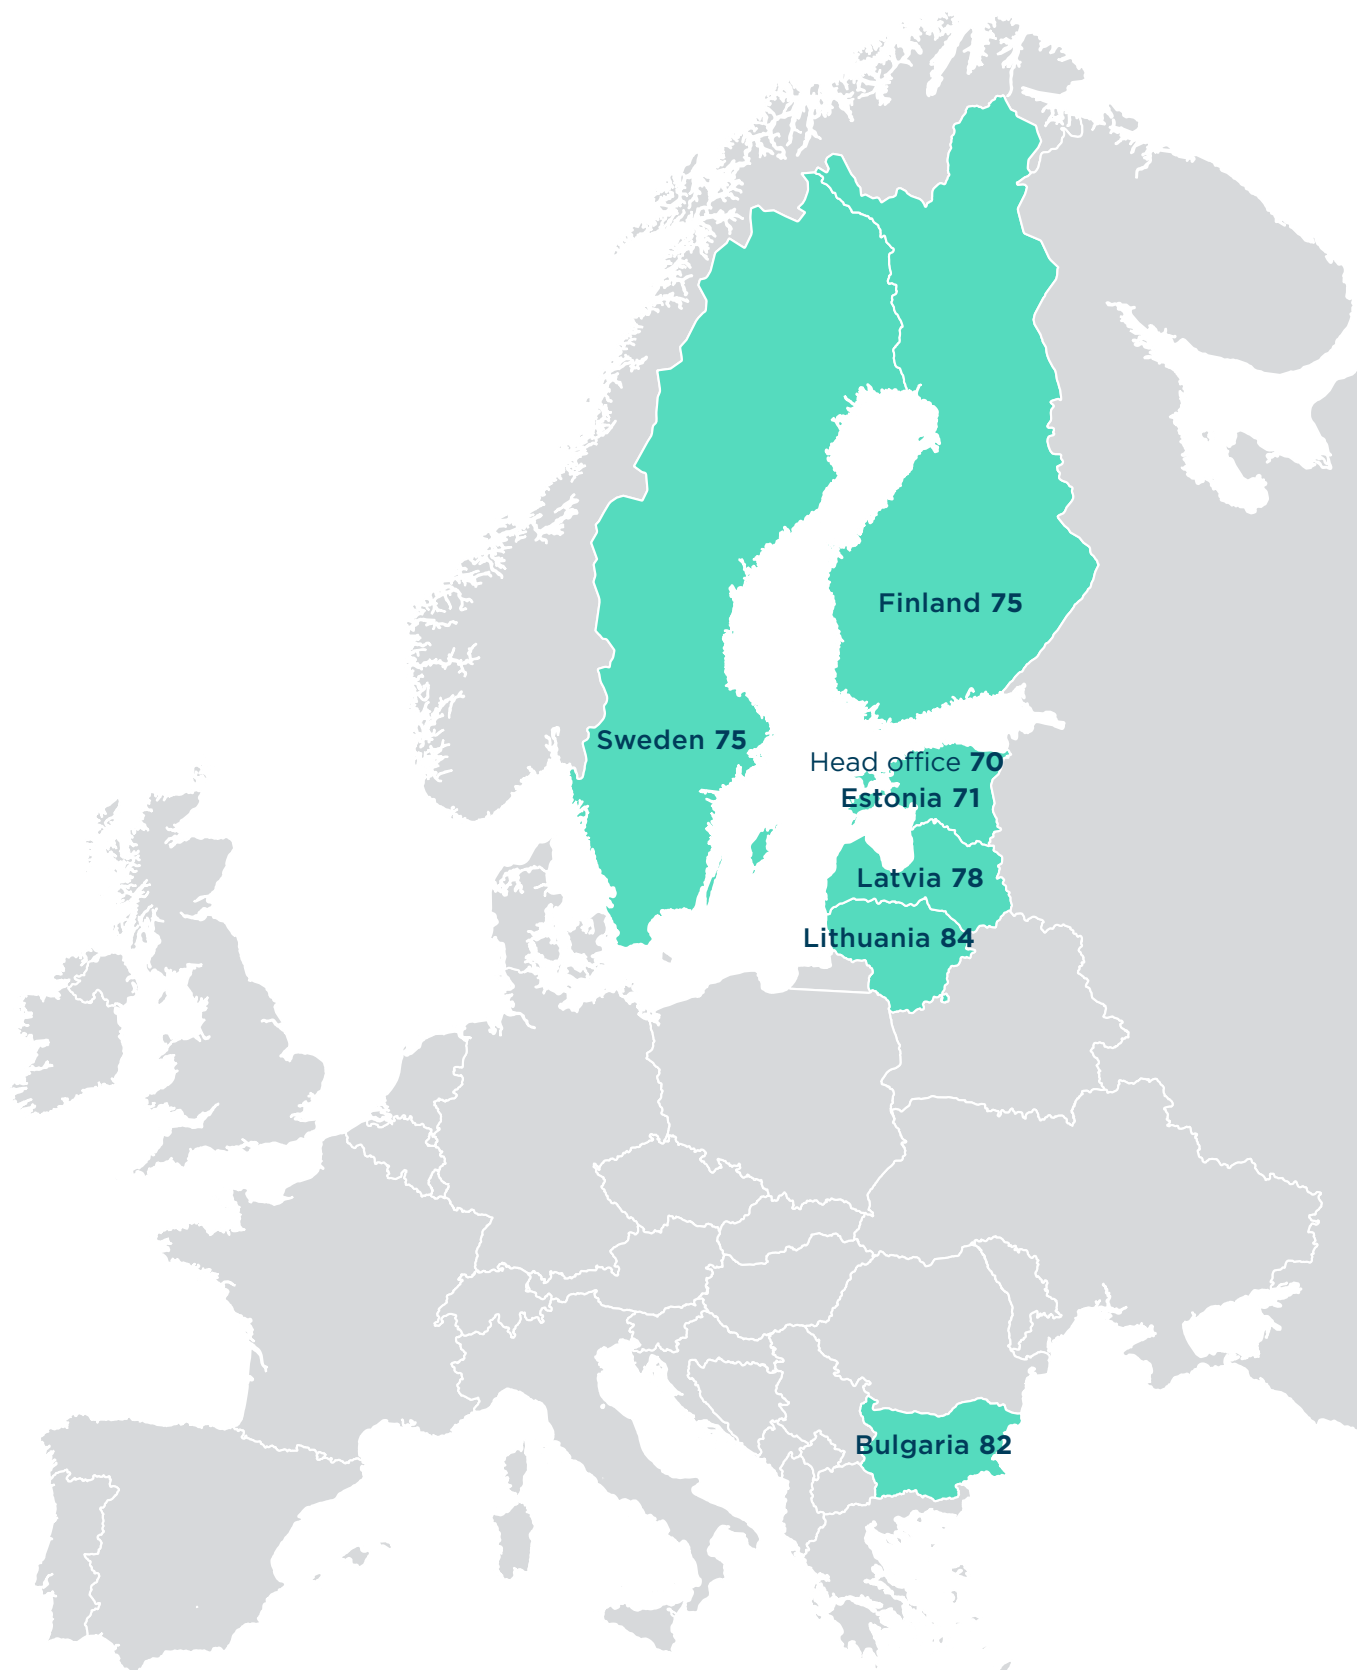 Finland 75
Sweden 75
Head office 70
Estonia 71
Latvia 78
Lithuania 84
Bulgaria 82